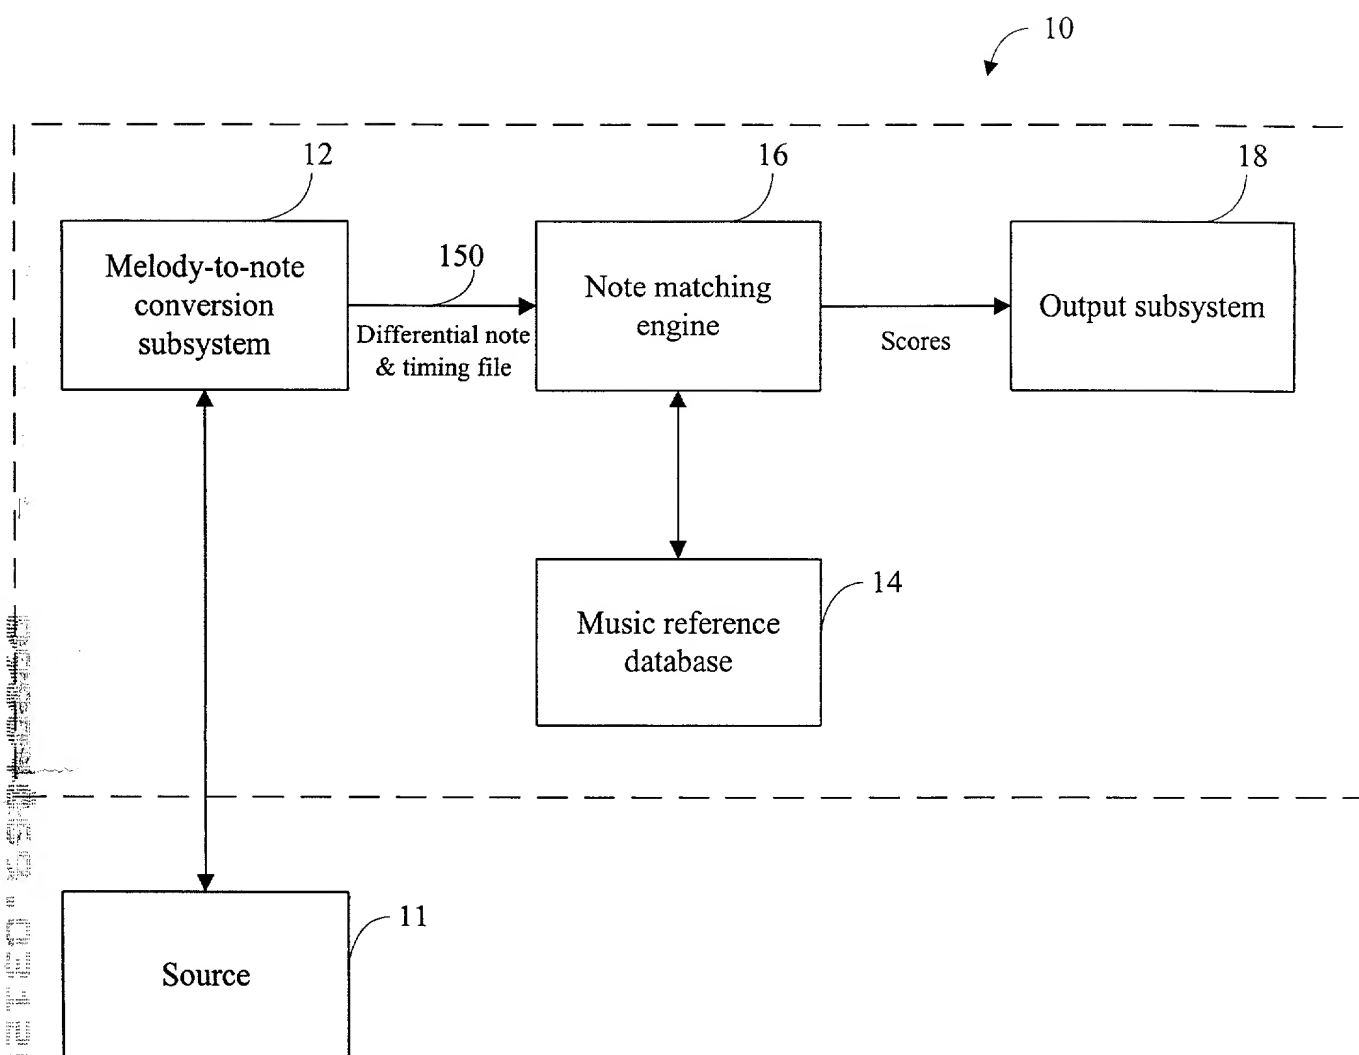 10
12
16
18
Melody-to-note
conversion
subsystem
150
Differential note
& timing file
Note matching
engine
Scores
Output subsystem
14
Music reference
database
11
Source